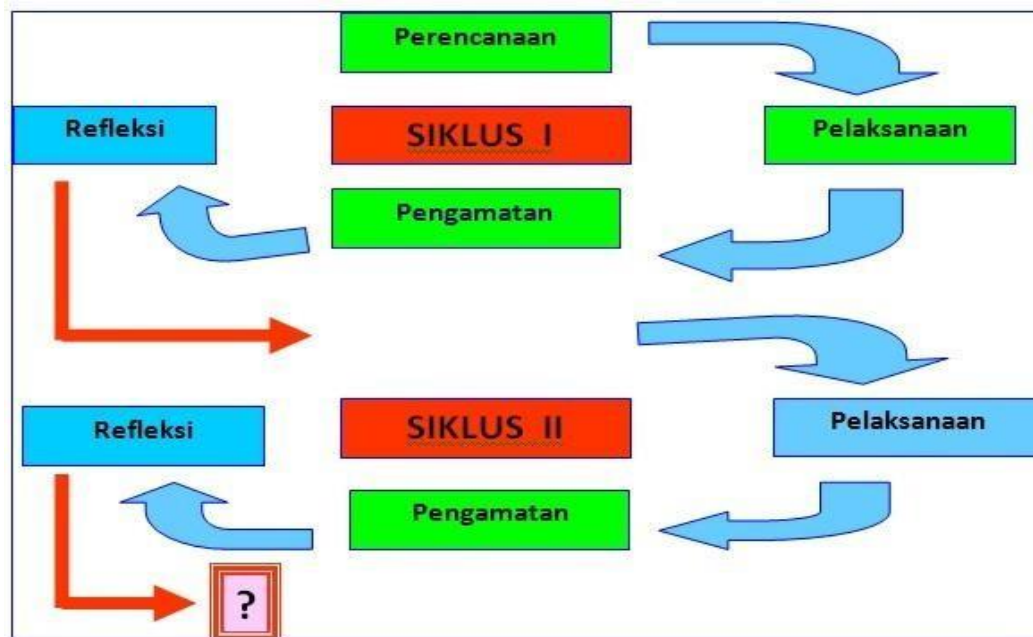 Perencanaan
Refleksi
SIKLUS I
Pelaksanaan
Pengamatan
Refleksi
SIKLUS II
Pelaksanaan
Pengamatan
?